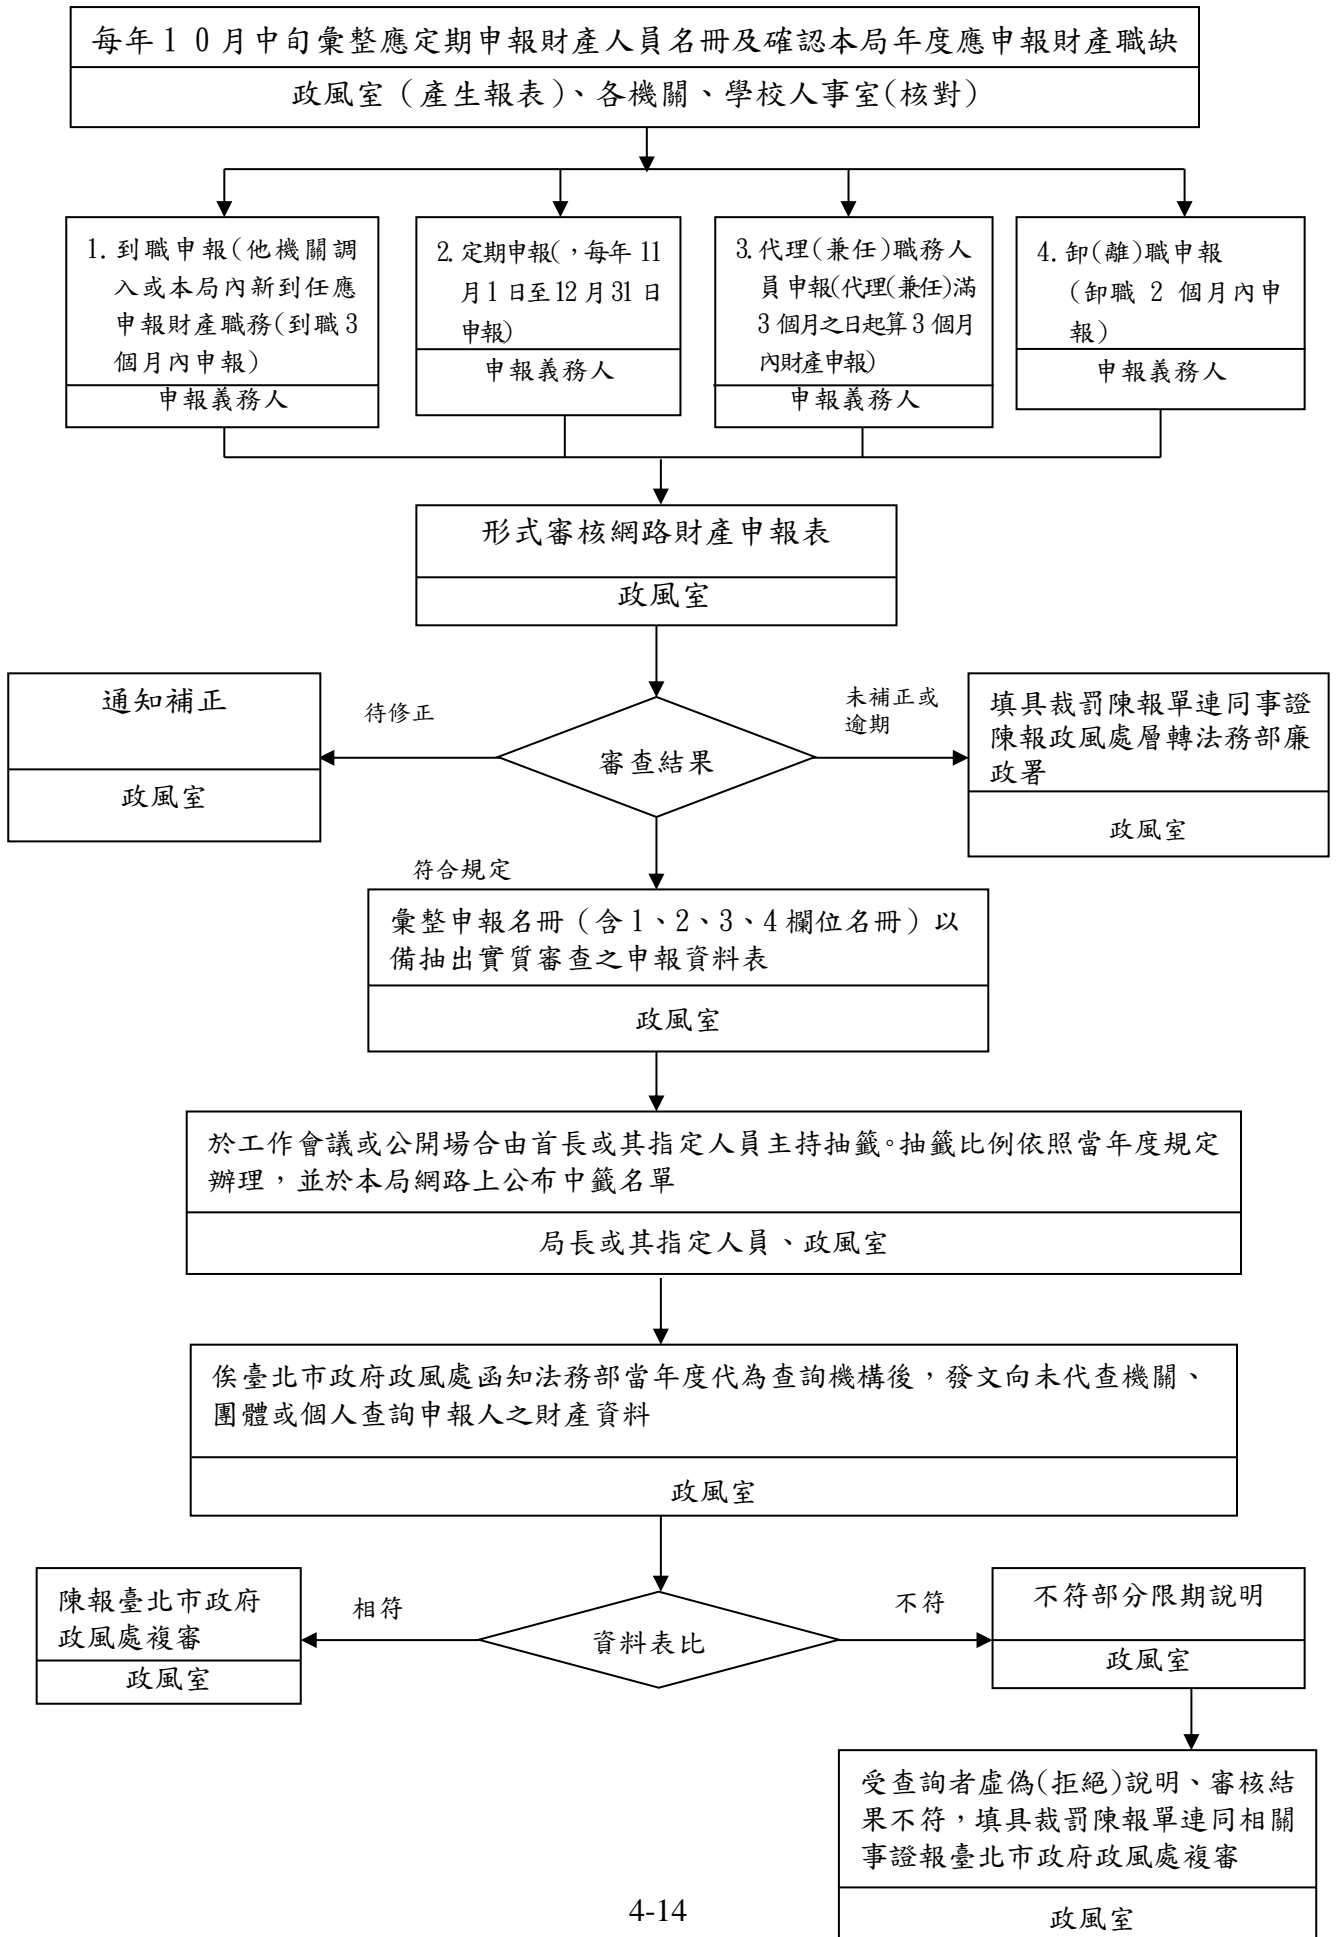 每年10月中旬彙整應定期申報財產人員名冊及確認本局年度應申報財產職缺
政風室（產生報表）、各機關、學校人事室(核對)
1. 到職申報(他機關調
入或本局內新到任應
申報財產職務(到職3
個月內申報)
申報義務人
2. 定期申報(，每年 11
月1日至12月31日
申報)
申報義務人
3. 代理(兼任)職務人
員申報(代理(兼任)滿
3個月之日起算3個月
內財產申報)
申報義務人
4. 卸(離)職申報
(卸職 2 個月內申
報)
申報義務人
形式審核網路財產申報表
政風室
通知補正
政風室
待修正
審查結果
未補正或
逾期
填具裁罰陳報單連同事證
陳報政風處層轉法務部廉
政署
政風室
符合規定
彙整申報名冊（含1、2、3、4欄位名冊）以
備抽出實質審查之申報資料表
政風室
於工作會議或公開場合由首長或其指定人員主持抽籤。抽籤比例依照當年度規定
辦理，並於本局網路上公布中籤名單
局長或其指定人員、政風室
俟臺北市政府政風處函知法務部當年度代為查詢機構後，發文向未代查機關、
團體或個人查詢申報人之財產資料
政風室
陳報臺北市政府
政風處複審
政風室
相符
資料表比
不符
不符部分限期說明
政風室
受查詢者虛偽(拒絕)說明、審核結
果不符，填具裁罰陳報單連同相關
事證報臺北市政府政風處複審
政風室
4-14